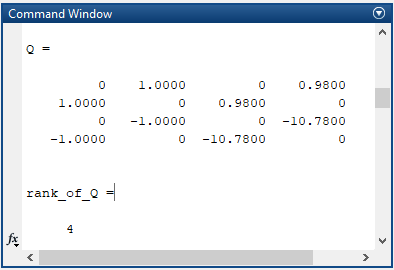 Command Window
Q =
0 1.0000 0 0.9800
1.0000 0 0.9800 0
0 -1.0000 0 -10.7800
-1.0000 0 -10.7800 0
rank_of_Q =
4
fx